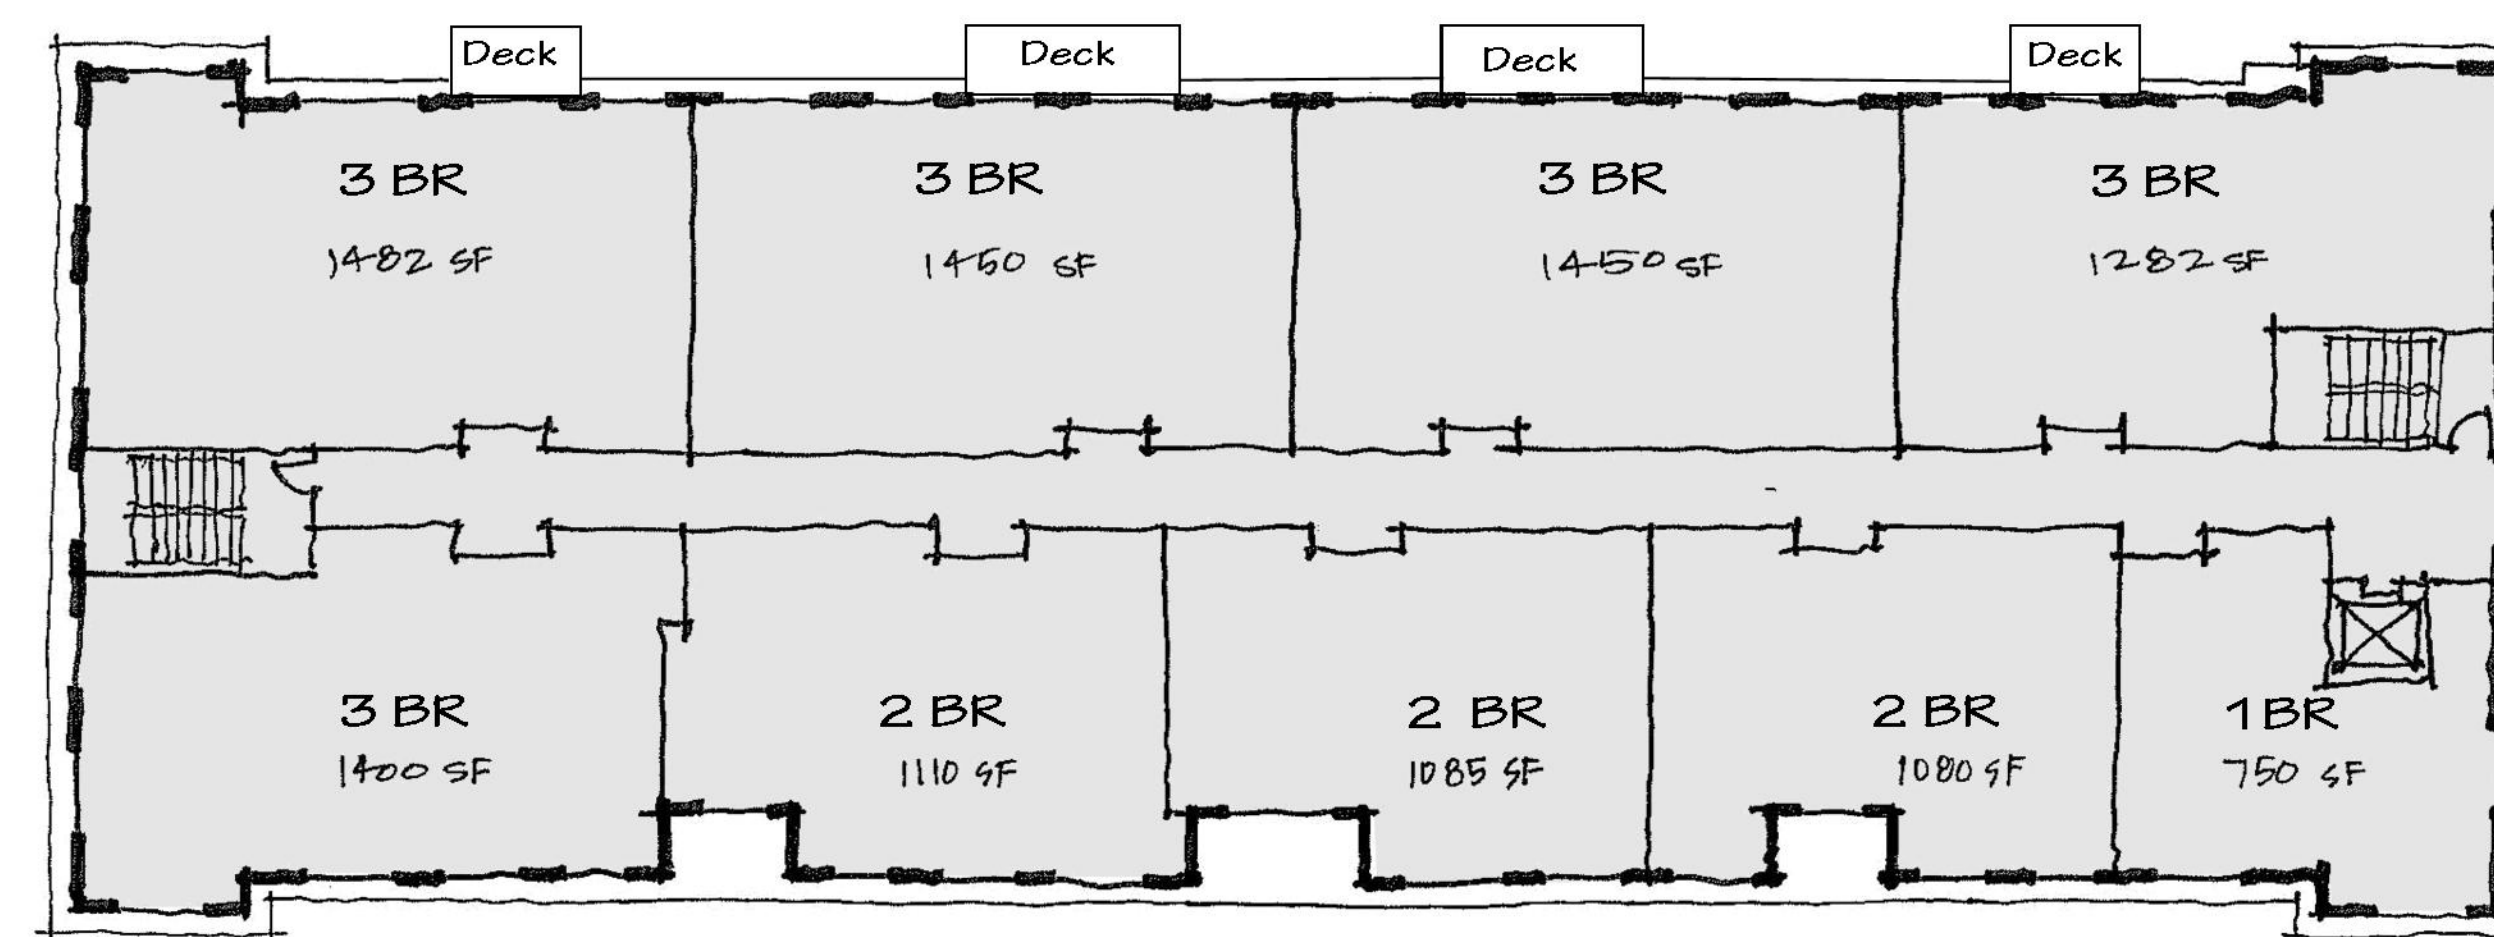 Deck Deck Deck Deck
3 BR 3 BR 3 BR 3 BR
1482 SF 1450 SF 1450 SF 1282 SF
3 BR 2 BR 2 BR 2 BR 1 BR
1400 SF 1110 SF 1085 SF 1080 SF 750 SF